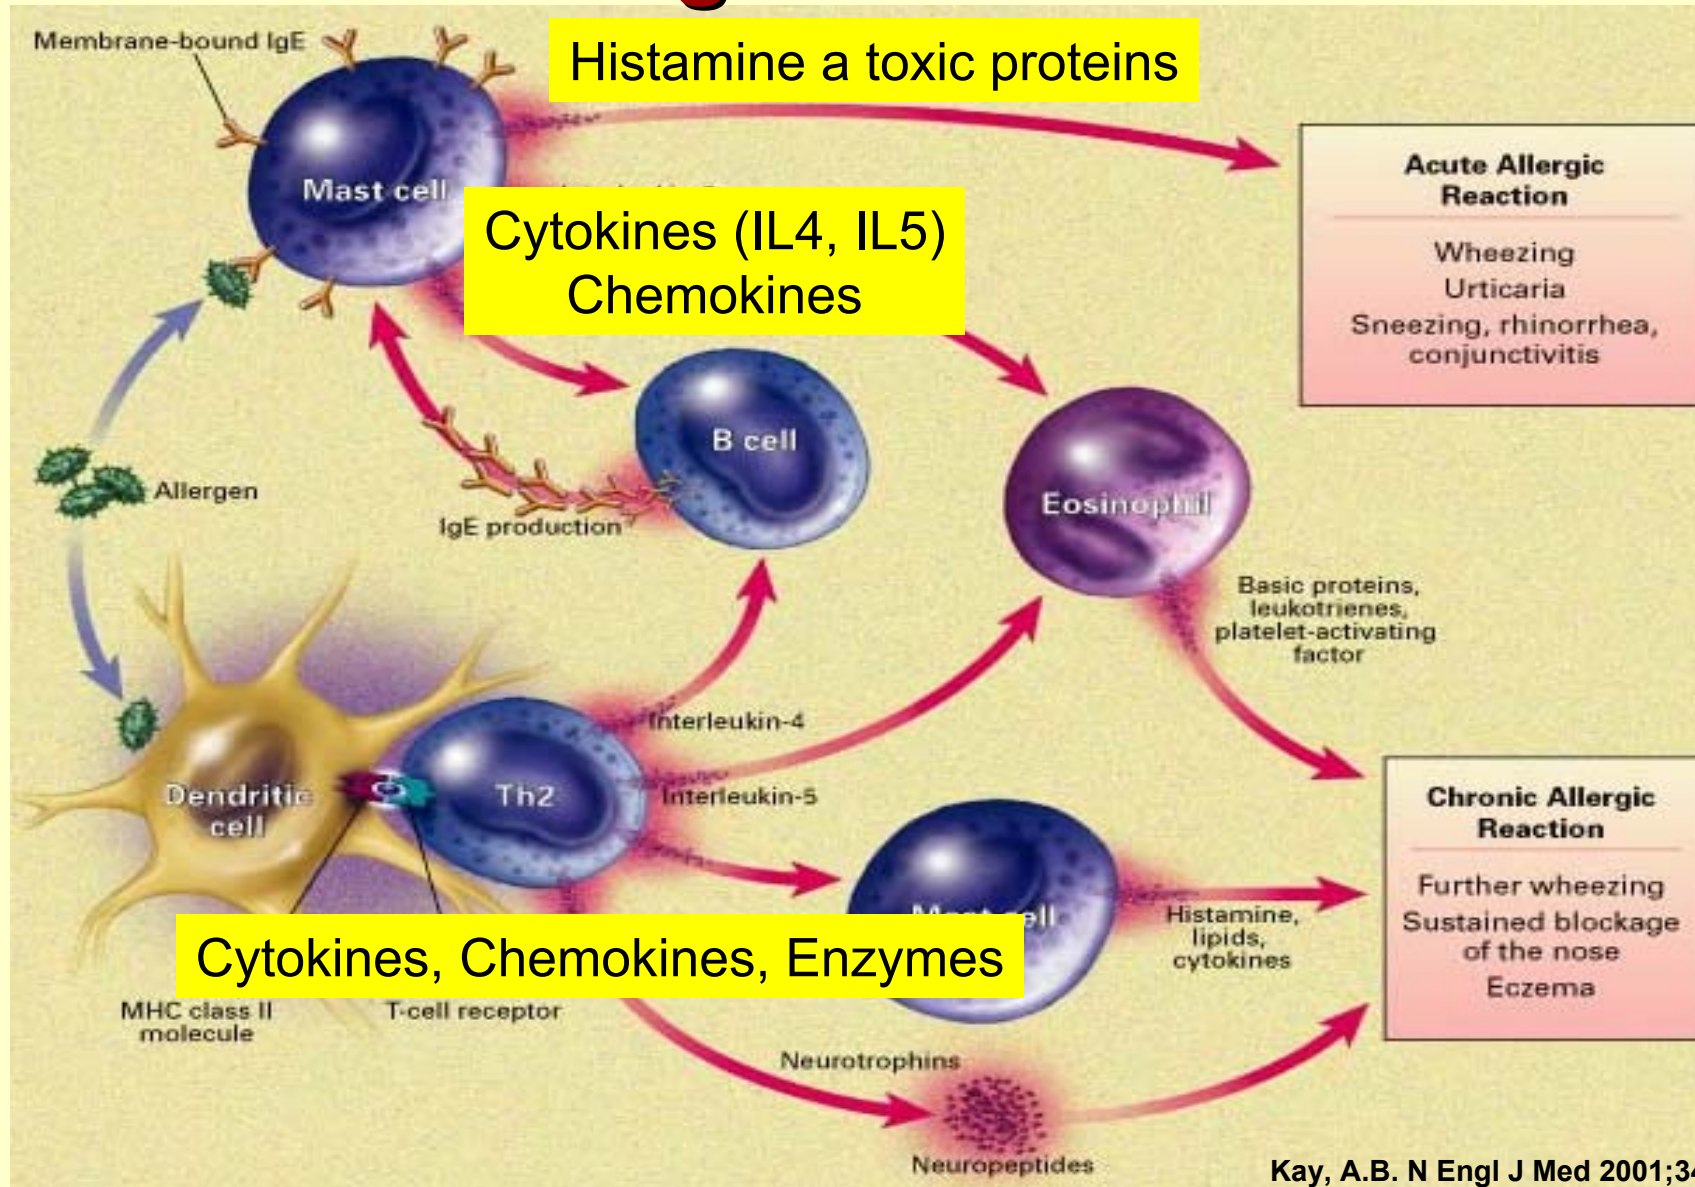 Membrane-bound IgE
Histamine a toxic proteins
Mast cell
Acute Allergic
Reaction
Wheezing
Urticaria
Sneezing, rhinorrhea,
conjunctivitis
Cytokines (IL4, IL5)
Chemokines
B cell
Allergen
IgE production
Eosinophil
Basic proteins,
leukotrienes,
platelet-activating
factor
Interleukin-4
Interleukin-5
Dendritic
cell
Th2
Chronic Allergic
Reaction
Further wheezing
Sustained blockage
of the nose
Eczema
Histamine,
lipids,
cytokines
Cytokines, Chemokines, Enzymes
MHC class II
molecule
T-cell receptor
Neurotrophins
Neuropeptides
Kay, A.B. N Engl J Med 2001;34